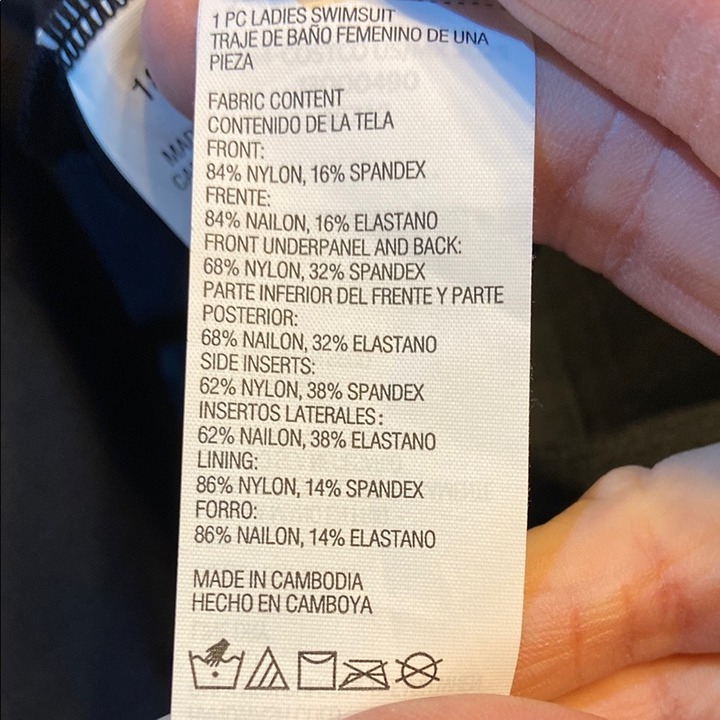 1 PC LADIES SWIMSUIT
TRAJE DE BAÑO FEMENINO DE UNA
PIEZA
FABRIC CONTENT
CONTENIDO DE LA TELA
FRONT:
84% NYLON, 16% SPANDEX
FRENTE:
84% NAILON, 16% ELASTANO
FRONT UNDERPANEL AND BACK:
68% NYLON, 32% SPANDEX
PARTE INFERIOR DEL FRENTE Y PARTE
POSTERIOR:
68% NAILON, 32% ELASTANO
SIDE INSERTS:
62% NYLON, 38% SPANDEX
INSERTOS LATERALES:
62% NAILON, 38% ELASTANO
LINING:
86% NYLON, 14% SPANDEX
FORRO:
86% NAILON, 14% ELASTANO
MADE IN CAMBODIA
HECHO EN CAMBOYA